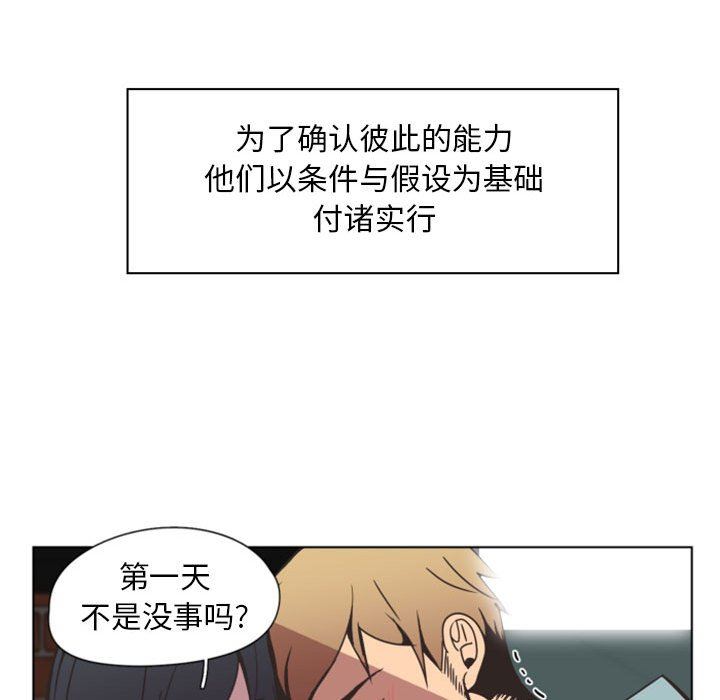 为了确认彼此的能力
他们以条件与假设为基础
付诸实行
第一天
不是没事吗?